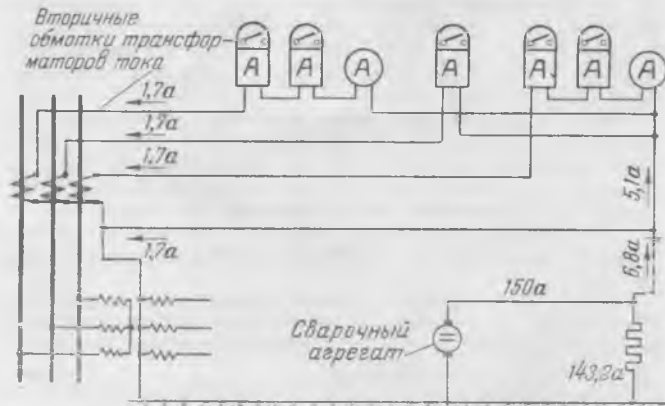 Вторичные
обмотки трансфор-
маторов тока
А
А
А
А
А
А
А
1,7а
1,7а
1,7а
1,7а
5,1а
6,8а
150а
Сварочный
агрегат
143,2а